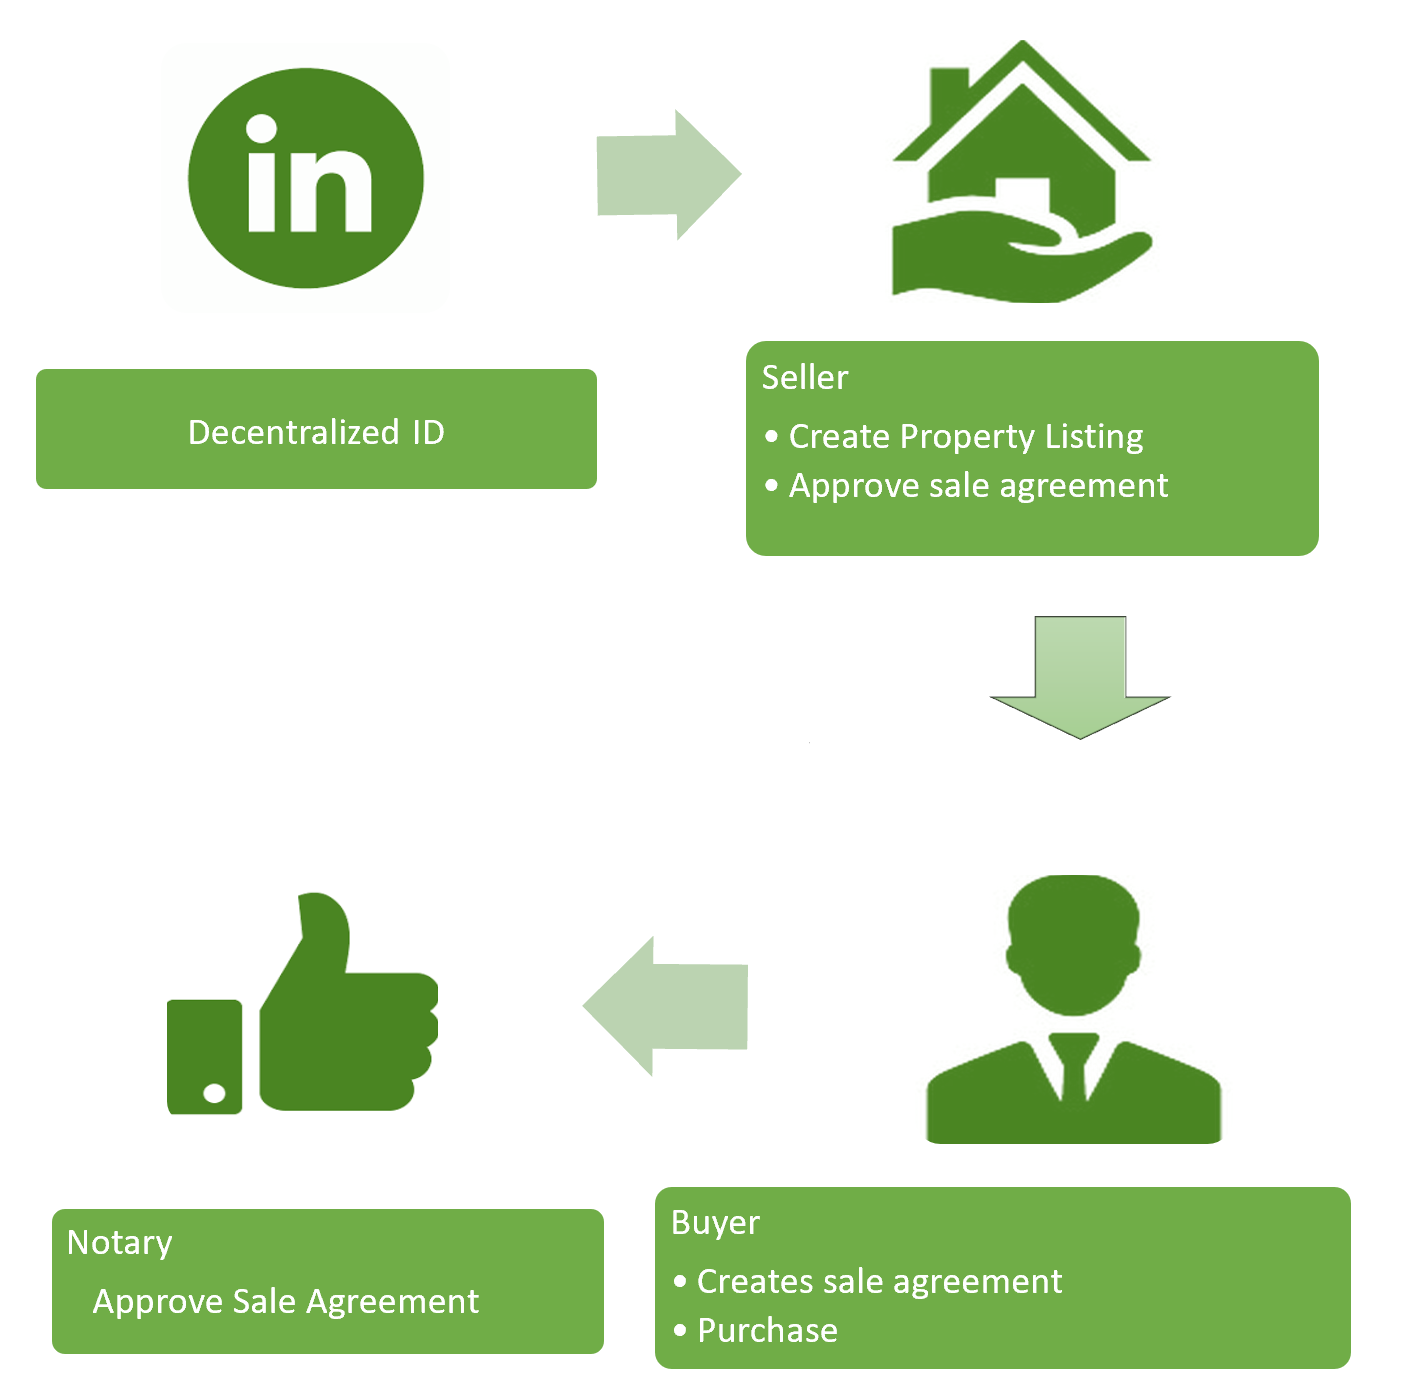 in
Decentralized ID
Seller
• Create Property Listing
• Approve sale agreement
Notary
Approve Sale Agreement
Buyer
• Creates sale agreement
• Purchase